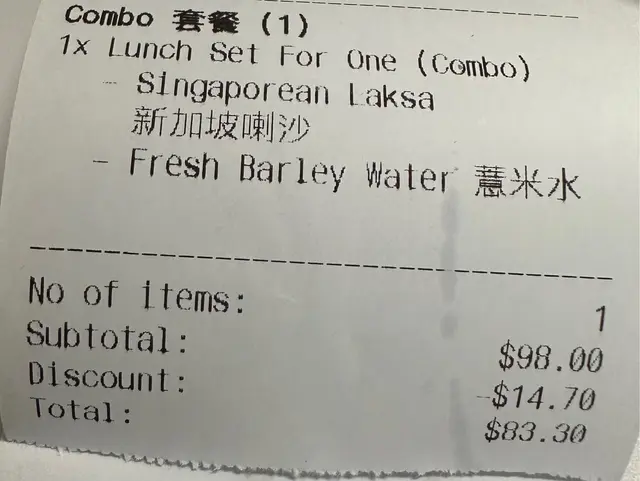 Combo 套餐 (1)
1x Lunch Set For One (Combo)
- Singaporean Laksa
新加坡喇沙
- Fresh Barley Water 薏米水
No of items: 1
Subtotal: $98.00
Discount: -$14.70
Total: $83.30